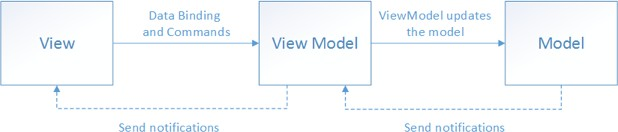 Data Binding
and Commands
ViewModel updates
the model
View
View Model
Model
Send notifications
Send notifications